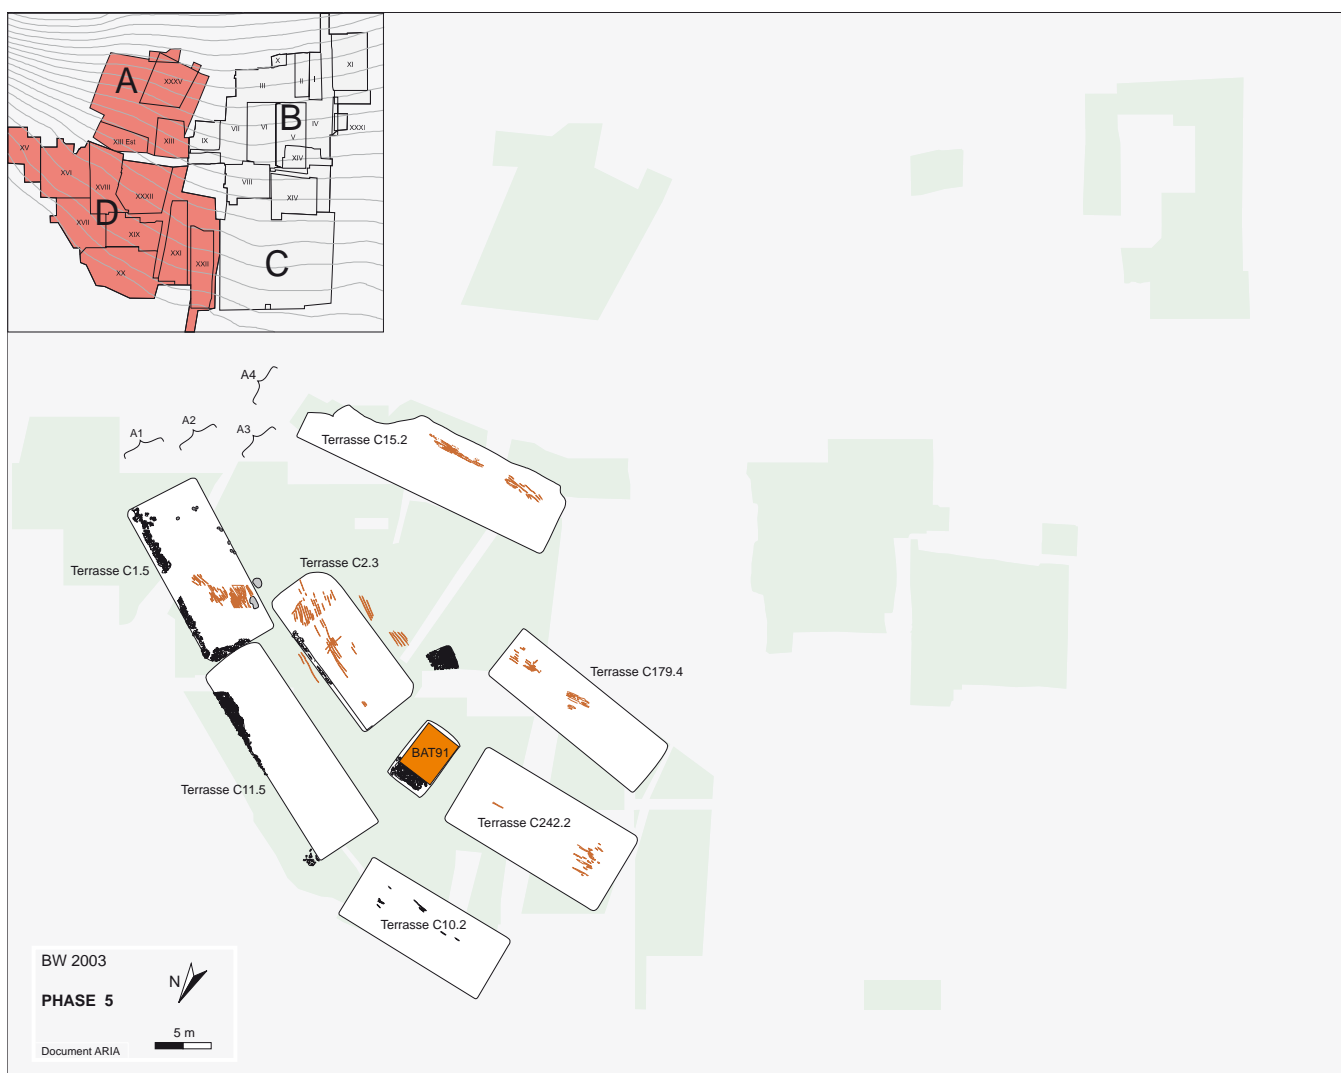 A
XXXV
XIII Est
XIII
X
XI
II
I
III
B
VII
VI
V
IV
XXXI
IX
XIV
VIII
XIV
XV
XVI
XVIII
XXXII
D
XVII
XIX
XXI
XXII
XX
C
A4
A1
A2
A3
Terrasse C15.2
Terrasse C1.5
Terrasse C2.3
Terrasse C179.4
BAT91
Terrasse C11.5
Terrasse C242.2
Terrasse C10.2
BW 2003
N
PHASE 5
5 m
Document ARIA